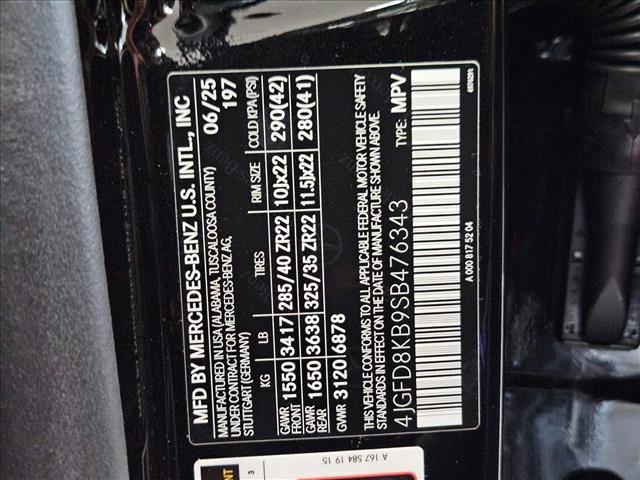 MFD BY MERCEDES-BENZ U.S. INTL., INC
MANUFACTURED IN USA (ALABAMA, TUSCALOOSA COUNTY) 06/25
UNDER CONTRACT FOR MERCEDES-BENZ AG, 197
STUTTGART (GERMANY)
KG LB TIRES RIM SIZE COLD KPA(PSI)
GAWR FRONT 1550 3417 285/40 ZR22 10Jx22 290(42)
GAWR REAR 1650 3638 325/35 ZR22 11.5Jx22 280(41)
GVWR 3120 6878
THIS VEHICLE CONFORMS TO ALL APPLICABLE FEDERAL MOTOR VEHICLE SAFETY
STANDARDS IN EFFECT ON THE DATE OF MANUFACTURE SHOWN ABOVE.
4JGFD8KB9SB476343 TYPE: MPV
A 000 817 52 04
A 167 584 19 15
3